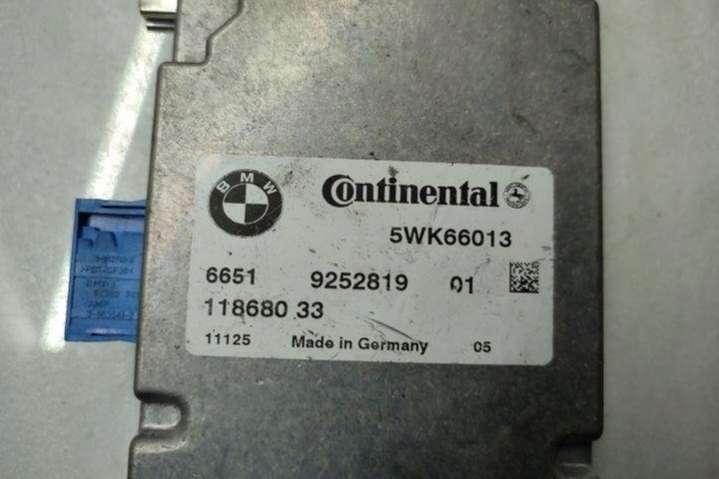 BMW
Continental
5WK66013
6651 9252819 01
118680 33
11125 Made in Germany 05